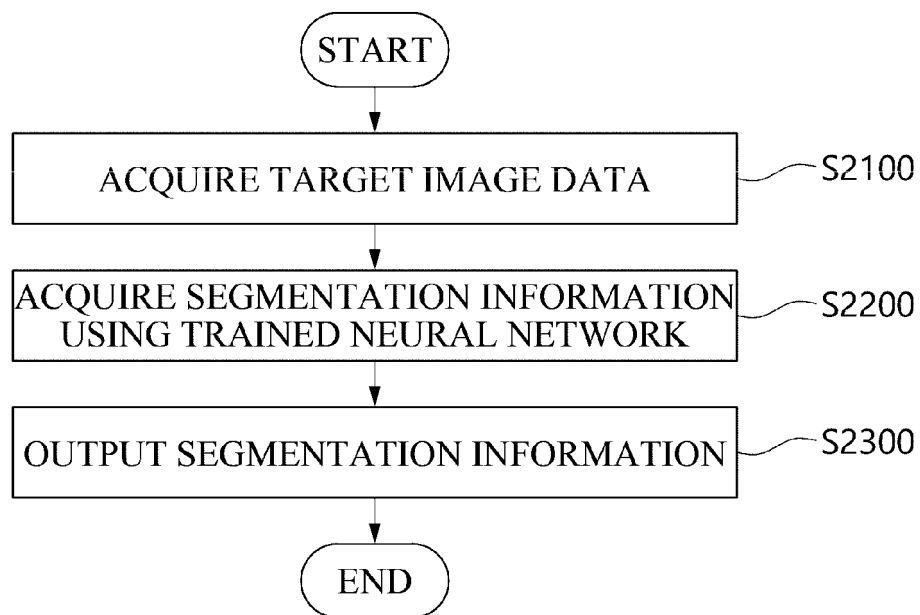 START
ACQUIRE TARGET IMAGE DATA
S2100
ACQUIRE SEGMENTATION INFORMATION
USING TRAINED NEURAL NETWORK
S2200
OUTPUT SEGMENTATION INFORMATION
S2300
END